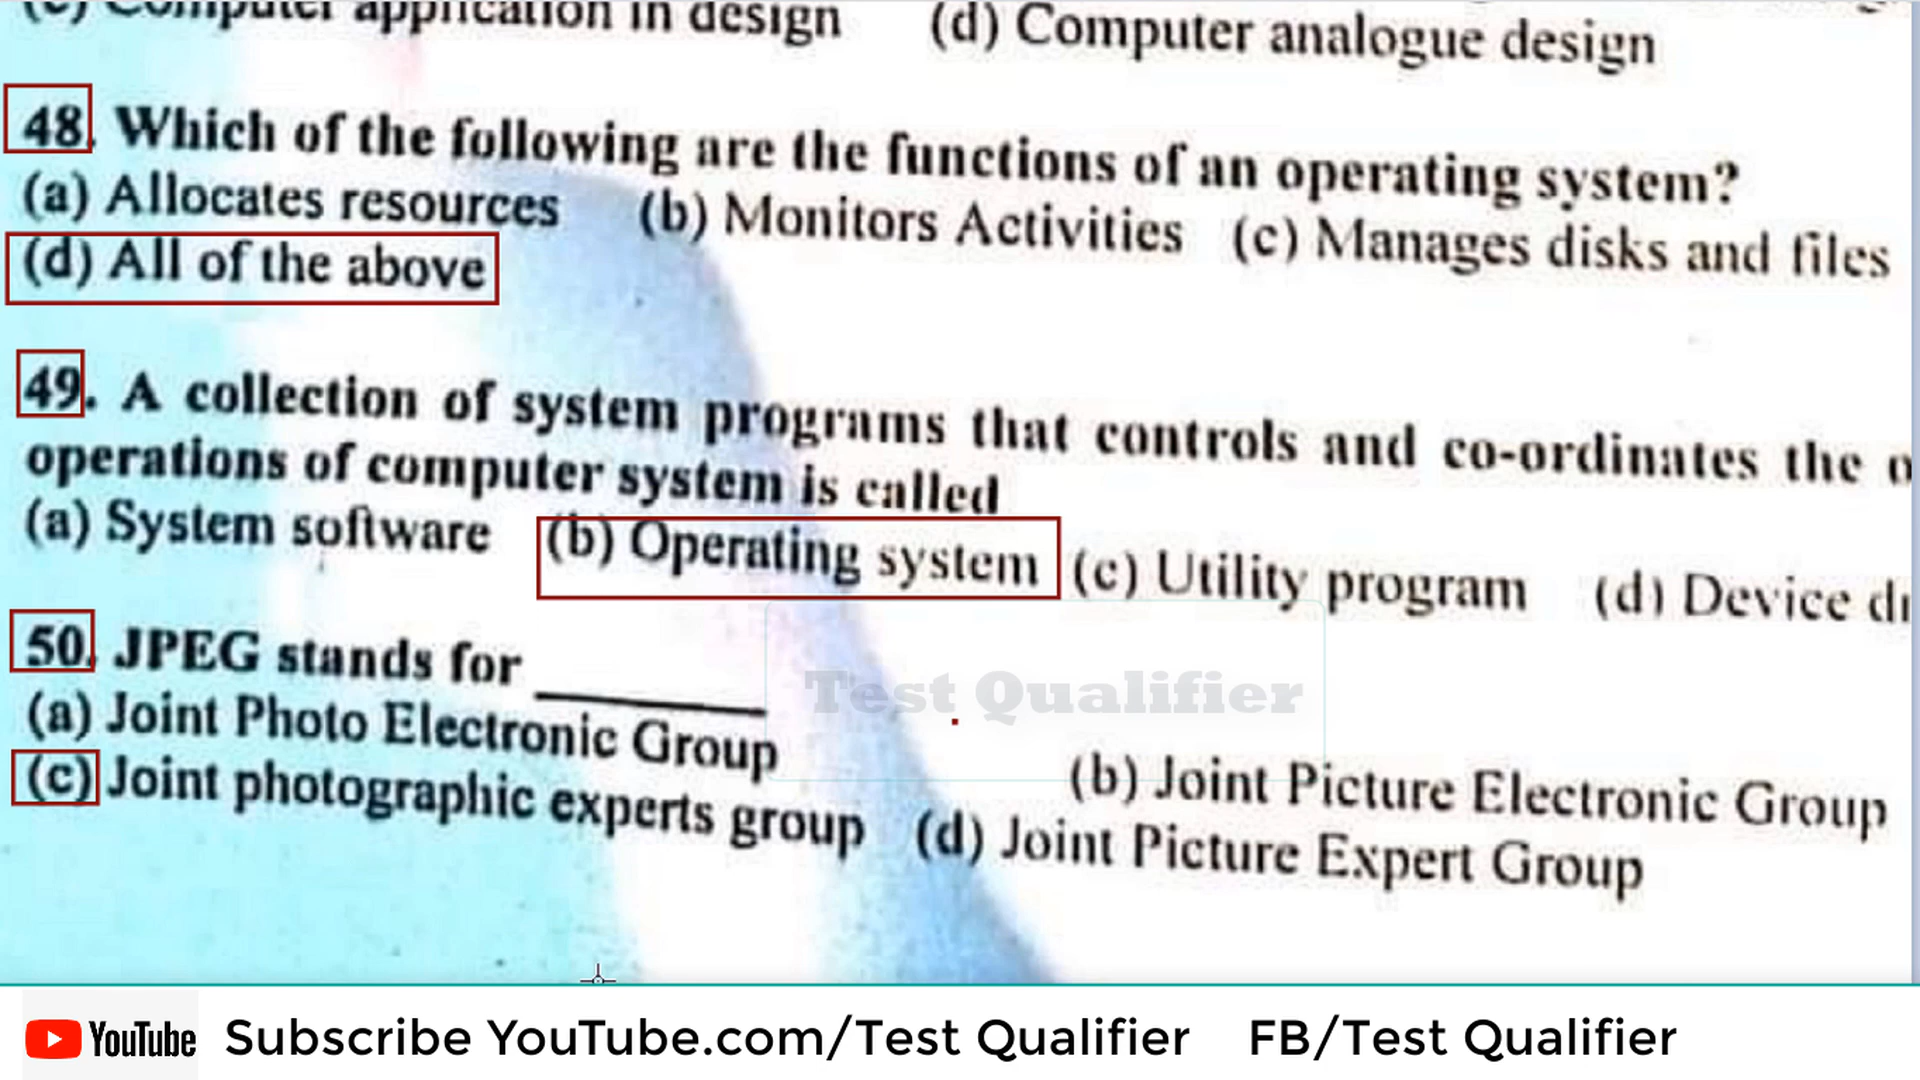 (c) Computer application in design (d) Computer analogue design
48. Which of the following are the functions of an operating system?
(a) Allocates resources (b) Monitors Activities (c) Manages disks and files
(d) All of the above
49. A collection of system programs that controls and co-ordinates the
operations of computer system is called
(a) System software (b) Operating system (c) Utility program (d) Device
50. JPEG stands for
(a) Joint Photo Electronic Group (b) Joint Picture Electronic Group
(c) Joint photographic experts group (d) Joint Picture Expert Group
Test Qualifier
YouTube Subscribe YouTube.com/Test Qualifier FB/Test Qualifier